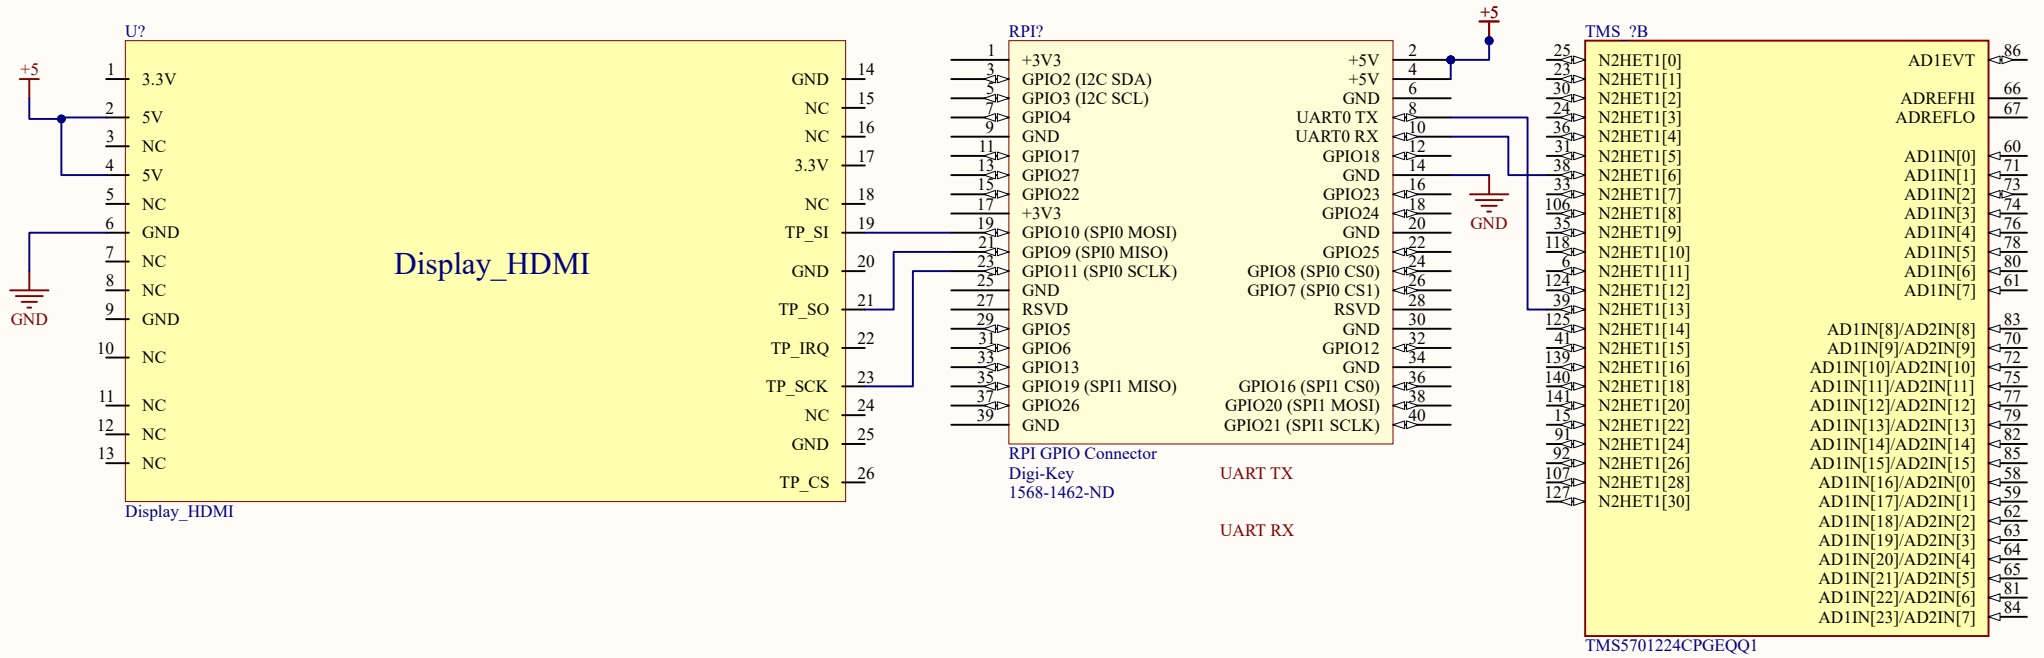 U?
+5
1 3.3V
2 5V
3 NC
4 5V
5 NC
6 GND
7 NC
8 NC
9 GND
10 NC
11 NC
12 NC
13 NC
GND
Display_HDMI
GND 14
NC 15
NC 16
3.3V 17
NC 18
TP_SI 19
GND 20
TP_SO 21
TP_IRQ 22
TP_SCK 23
NC 24
GND 25
TP_CS 26
Display_HDMI
RPI?
1 +3V3
3 GPIO2 (I2C SDA)
5 GPIO3 (I2C SCL)
7 GPIO4
9 GND
11 GPIO17
13 GPIO27
15 GPIO22
17 +3V3
19 GPIO10 (SPI0 MOSI)
21 GPIO9 (SPI0 MISO)
23 GPIO11 (SPI0 SCLK)
25 GND
27 RSVD
29 GPIO5
31 GPIO6
33 GPIO13
35 GPIO19 (SPI1 MISO)
37 GPIO26
39 GND
+5V 2
+5V 4
GND 6
UART0 TX 8
UART0 RX 10
GPIO18 12
GND 14
GPIO23 16
GPIO24 18
GND 20
GPIO25 22
GPIO8 (SPI0 CS0) 24
GPIO7 (SPI0 CS1) 26
RSVD 28
GND 30
GPIO12 32
GND 34
GPIO16 (SPI1 CS0) 36
GPIO20 (SPI1 MOSI) 38
GPIO21 (SPI1 SCLK) 40
RPI GPIO Connector
Digi-Key
1568-1462-ND
UART TX
UART RX
+5
GND
TMS_?B
25 N2HET1[0]
23 N2HET1[1]
30 N2HET1[2]
24 N2HET1[3]
36 N2HET1[4]
31 N2HET1[5]
38 N2HET1[6]
33 N2HET1[7]
106 N2HET1[8]
35 N2HET1[9]
118 N2HET1[10]
6 N2HET1[11]
124 N2HET1[12]
39 N2HET1[13]
125 N2HET1[14]
41 N2HET1[15]
139 N2HET1[16]
140 N2HET1[18]
141 N2HET1[20]
15 N2HET1[22]
91 N2HET1[24]
92 N2HET1[26]
107 N2HET1[28]
127 N2HET1[30]
AD1EVT 86
ADREFHI 66
ADREFLO 67
AD1IN[0] 60
AD1IN[1] 71
AD1IN[2] 73
AD1IN[3] 74
AD1IN[4] 76
AD1IN[5] 78
AD1IN[6] 80
AD1IN[7] 61
AD1IN[8]/AD2IN[8] 83
AD1IN[9]/AD2IN[9] 70
AD1IN[10]/AD2IN[10] 72
AD1IN[11]/AD2IN[11] 75
AD1IN[12]/AD2IN[12] 77
AD1IN[13]/AD2IN[13] 79
AD1IN[14]/AD2IN[14] 82
AD1IN[15]/AD2IN[15] 85
AD1IN[16]/AD2IN[0] 58
AD1IN[17]/AD2IN[1] 59
AD1IN[18]/AD2IN[2] 62
AD1IN[19]/AD2IN[3] 63
AD1IN[20]/AD2IN[4] 64
AD1IN[21]/AD2IN[5] 65
AD1IN[22]/AD2IN[6] 81
AD1IN[23]/AD2IN[7] 84
TMS5701224CPGEQQ1